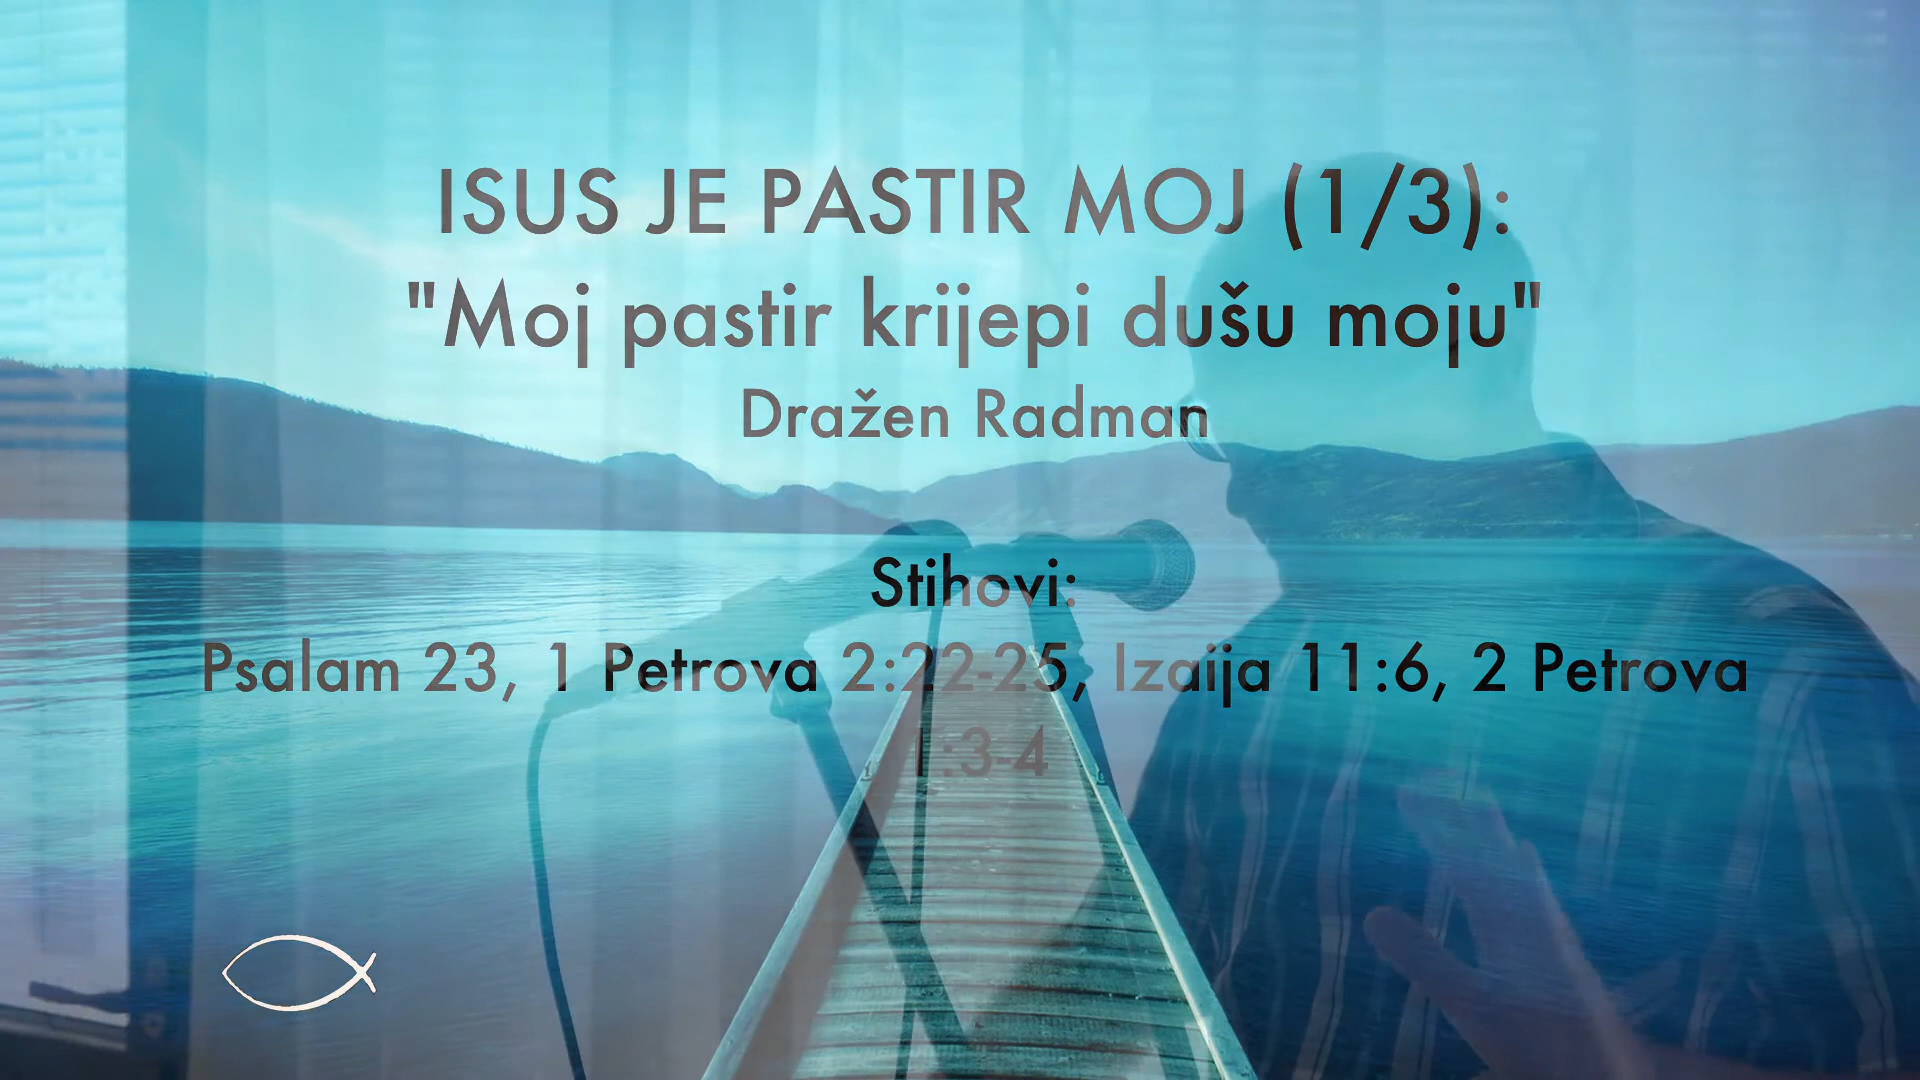 ISUS JE PASTIR MOJ (1/3):
"Moj pastir krijepi dušu moju"
Dražen Radman
Stihovi:
Psalam 23, 1 Petrova 2:22-25, Izaija 11:6, 2 Petrova
1:3-4